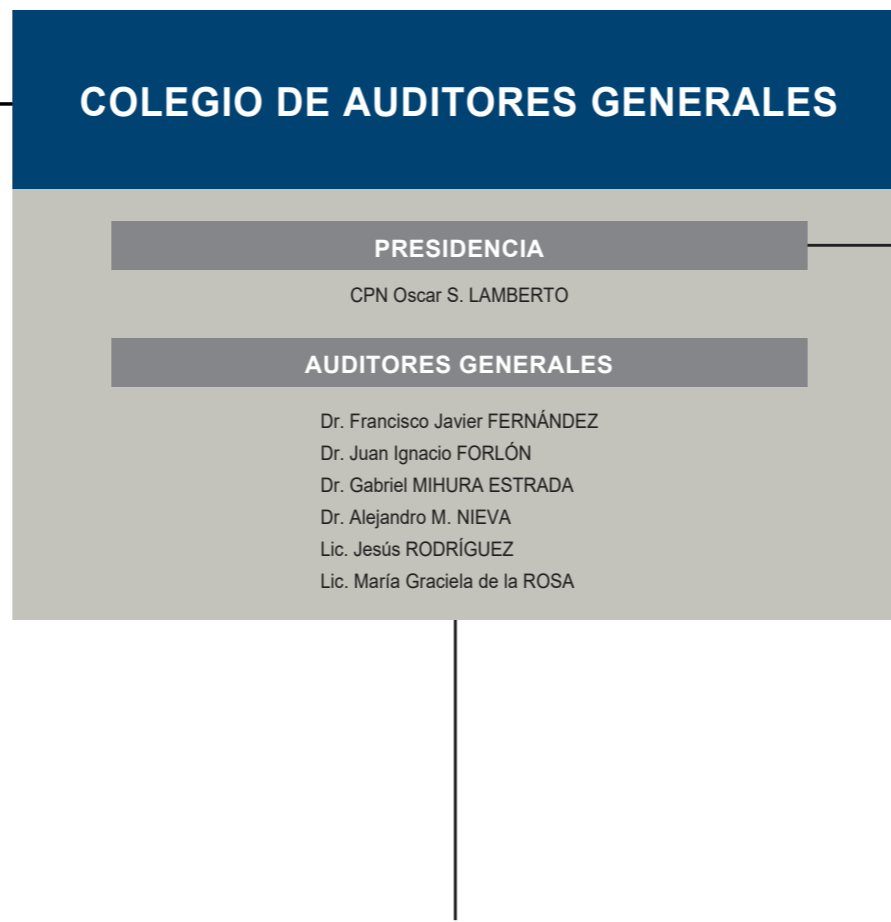 COLEGIO DE AUDITORES GENERALES
PRESIDENCIA
CPN Oscar S. LAMBERTO
AUDITORES GENERALES
Dr. Francisco Javier FERNÁNDEZ
Dr. Juan Ignacio FORLÓN
Dr. Gabriel MIHURA ESTRADA
Dr. Alejandro M. NIEVA
Lic. Jesús RODRÍGUEZ
Lic. María Graciela de la ROSA